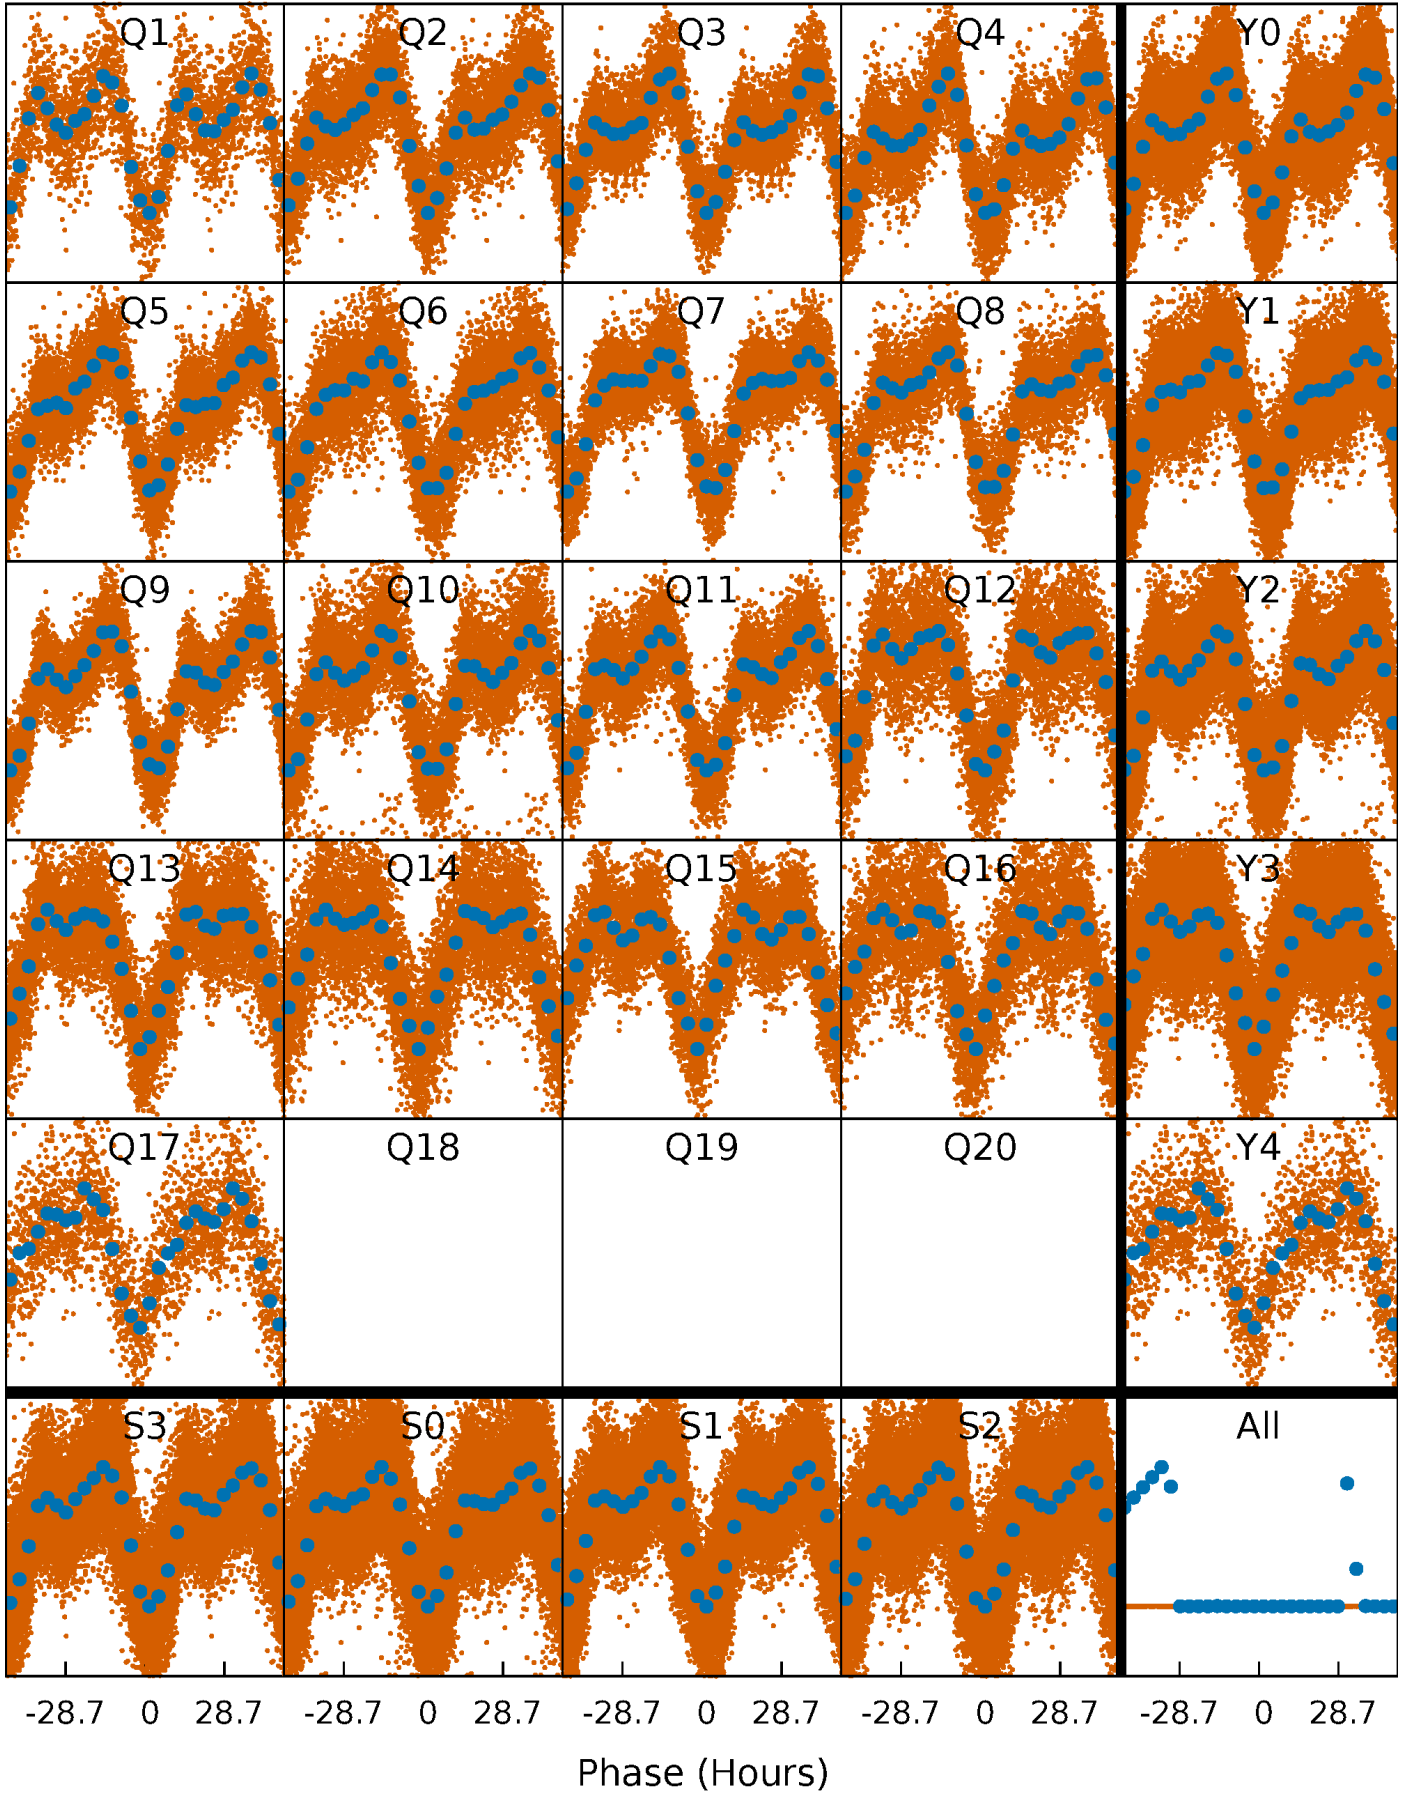 Q1 Q2 Q3 Q4 Y0
Q5 Q6 Q7 Q8 Y1
Q9 Q10 Q11 Q12 Y2
Q13 Q14 Q15 Q16 Y3
Q17 Q18 Q19 Q20 Y4
S3 S0 S1 S2 All
-28.7 0 28.7 -28.7 0 28.7 -28.7 0 28.7 -28.7 0 28.7 -28.7 0 28.7
Phase (Hours)